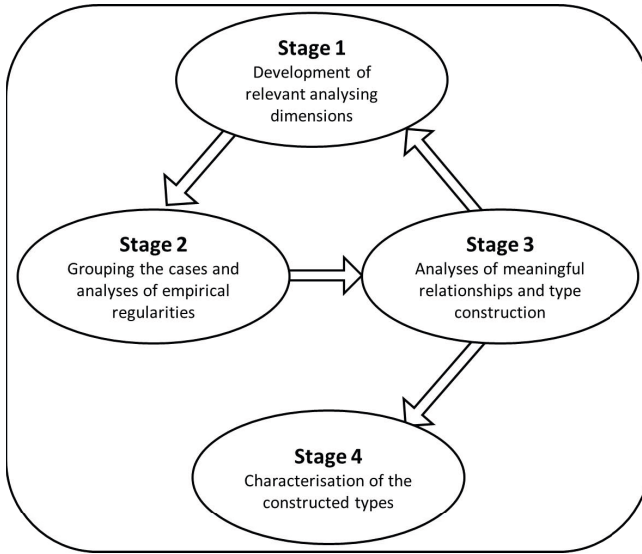 Stage 1
Development of
relevant analysing
dimensions
Stage 2
Grouping the cases and
analyses of empirical
regularities
Stage 3
Analyses of meaningful
relationships and type
construction
Stage 4
Characterisation of the
constructed types